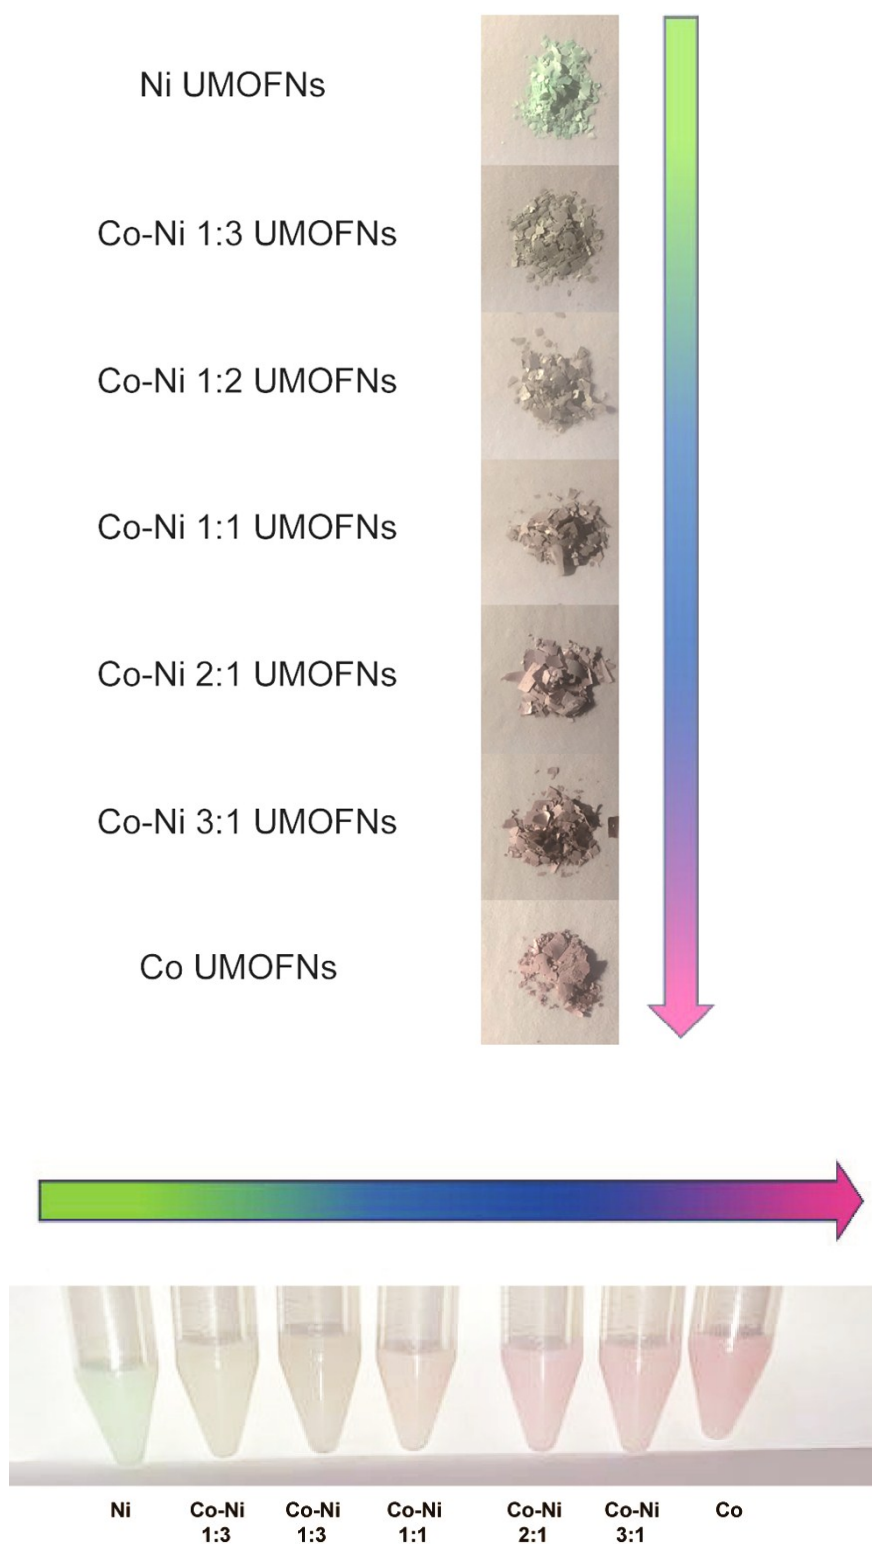 Ni UMOFNs
Co-Ni 1:3 UMOFNs
Co-Ni 1:2 UMOFNs
Co-Ni 1:1 UMOFNs
Co-Ni 2:1 UMOFNs
Co-Ni 3:1 UMOFNs
Co UMOFNs
Ni Co-Ni Co-Ni Co-Ni Co-Ni Co-Ni Co
1:3 1:3 1:1 2:1 3:1